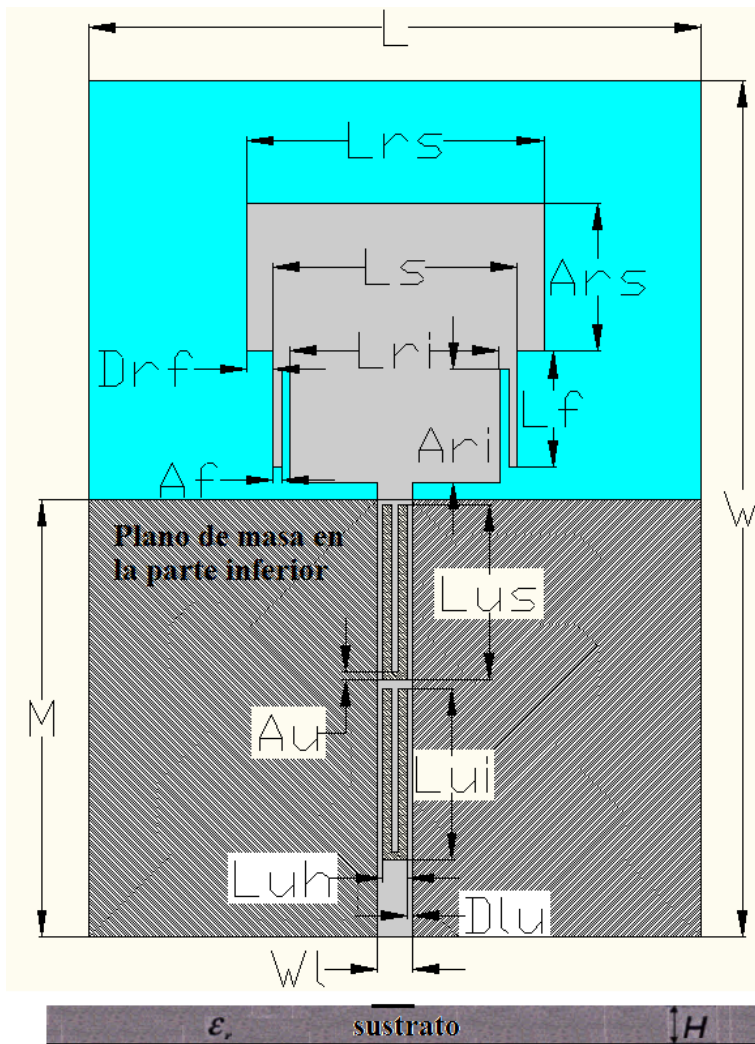 L
Lrs
Ls
Ars
Drf
Lri
Lf
Ari
Af
W
Plano de masa en
la parte inferior
Lus
M
Au
Lui
Luh
Dlu
Wl
εr sustrato H